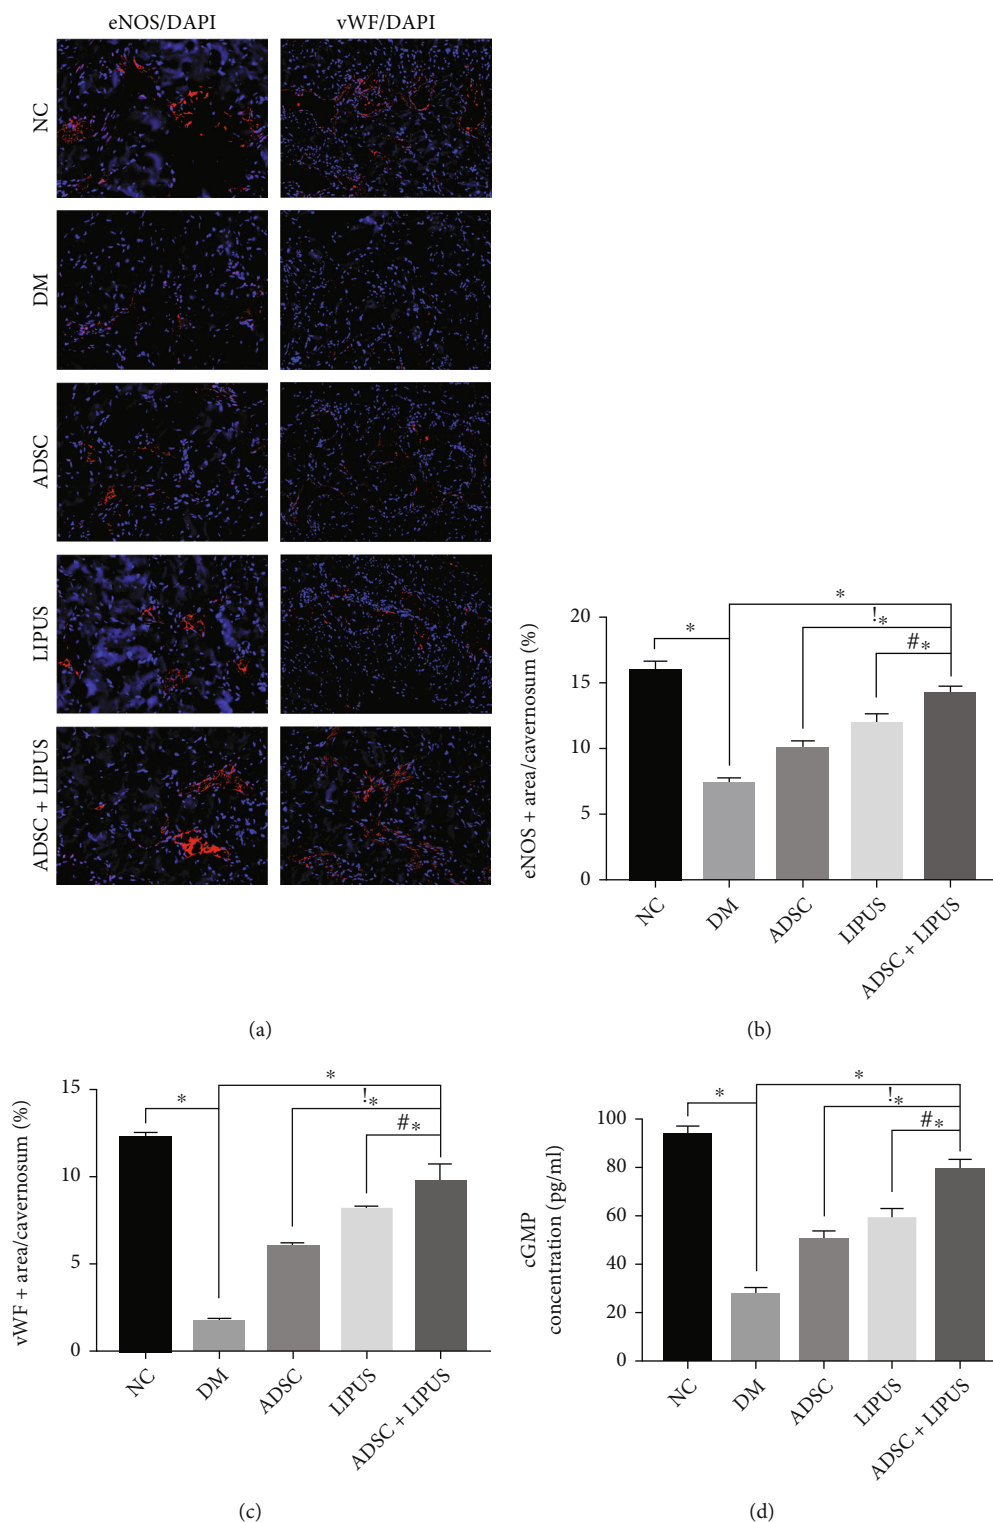 eNOS/DAPI
vWF/DAPI
NC
DM
ADSC
LIPUS
ADSC + LIPUS
(a)
eNOS + area/cavernosum (%)
20
15
10
5
0
*
*
!*
#*
NC
DM
ADSC
LIPUS
ADSC + LIPUS
(b)
vWF + area/cavernosum (%)
15
10
5
0
*
*
!*
#*
NC
DM
ADSC
LIPUS
ADSC + LIPUS
(c)
cGMP
concentration (pg/ml)
100
80
60
40
20
0
*
*
!*
#*
NC
DM
ADSC
LIPUS
ADSC + LIPUS
(d)